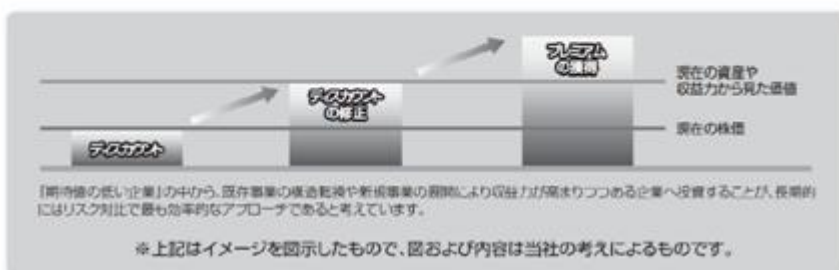 プレミアム
の獲得
現在の資産や
収益力から見た価値
ディスカウント
の修正
現在の株価
ディスカウント
「期待値の低い企業」の中から、既存事業の構造転換や新規事業の展開により収益力が高まりつつある企業へ投資することが、長期的
にはリスク対比で最も効率的なアプローチであると考えています。
※上記はイメージを図示したもので、図および内容は当社の考えによるものです。